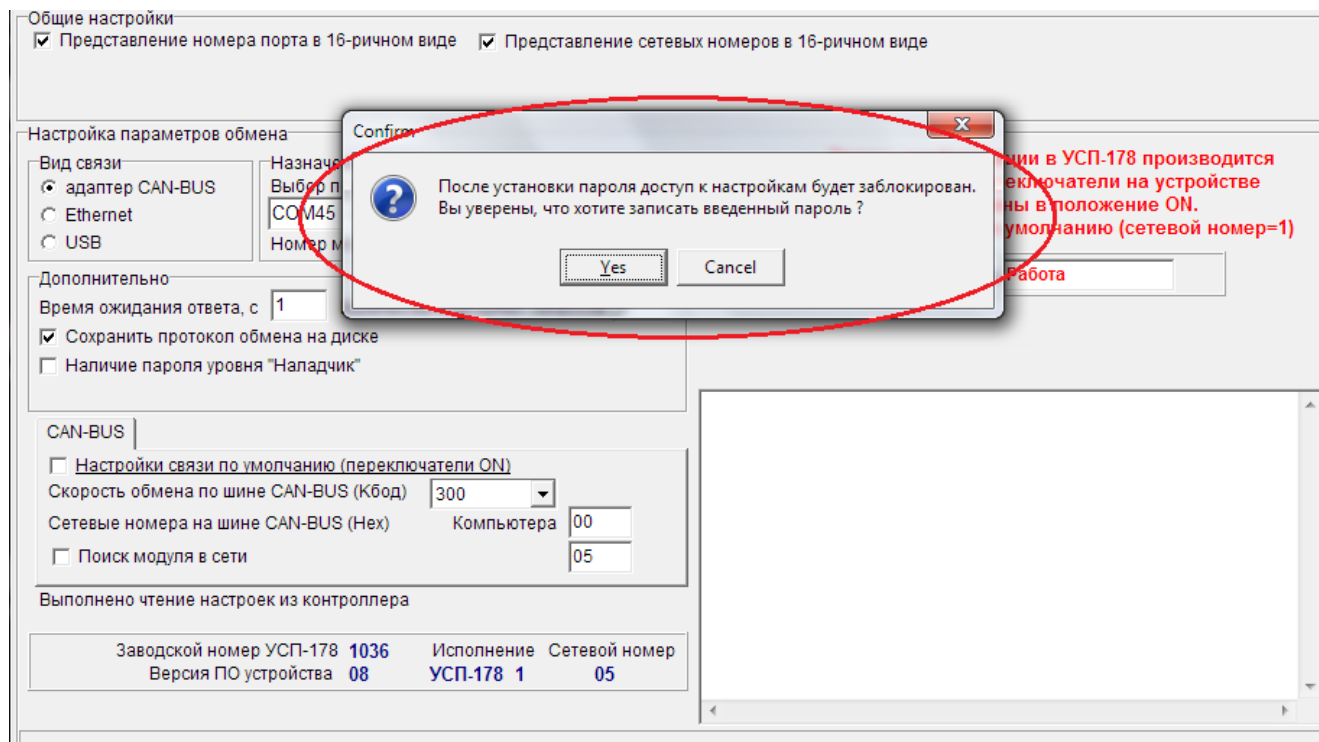 Общие настройки
Представление номера порта в 16-ричном виде Представление сетевых номеров в 16-ричном виде
Настройка параметров обмена
Вид связи
адаптер CAN-BUS
Ethernet
USB
Выбор
COM45
Номер
Confirm
После установки пароля доступ к настройкам будет заблокирован.
Вы уверены, что хотите записать введенный пароль ?
Yes Cancel
в УСП-178 производится
на устройстве
в положение ON.
умолчанию (сетевой номер=1)
Работа
Дополнительно
Время ожидания ответа, с 1
Сохранить протокол обмена на диске
Наличие пароля уровня "Наладчик"
CAN-BUS
Настройки связи по умолчанию (переключатели ON)
Скорость обмена по шине CAN-BUS (Кбод) 300
Сетевые номера на шине CAN-BUS (Hex) Компьютера 00
Поиск модуля в сети 05
Выполнено чтение настроек из контроллера
Заводской номер УСП-178 1036 Исполнение Сетевой номер
Версия ПО устройства 08 УСП-178 1 05